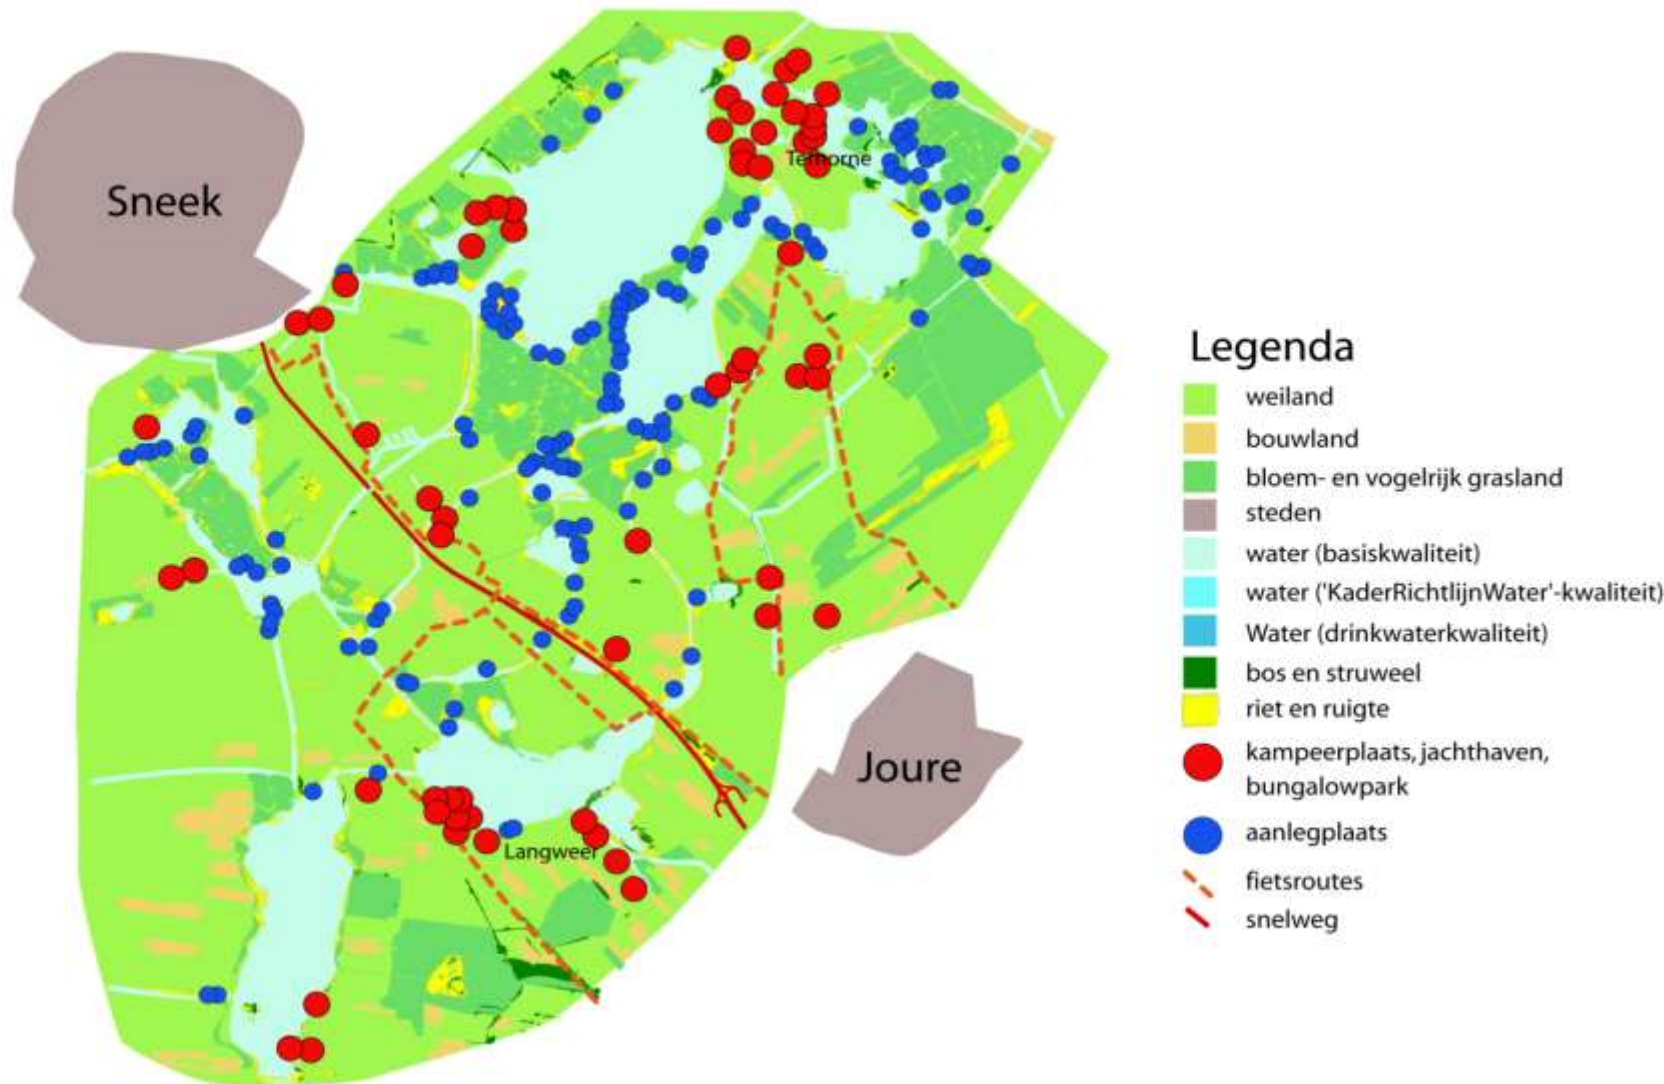 Terhorne
Sneek
Joure
Langweer
Legenda
weiland
bouwland
bloem- en vogelrijk grasland
steden
water (basiskwaliteit)
water ('KaderRichtlijnWater'-kwaliteit)
Water (drinkwaterkwaliteit)
bos en struweel
riet en ruigte
kampeerplaats, jachthaven,
bungalowpark
aanlegplaats
fietsroutes
snelweg